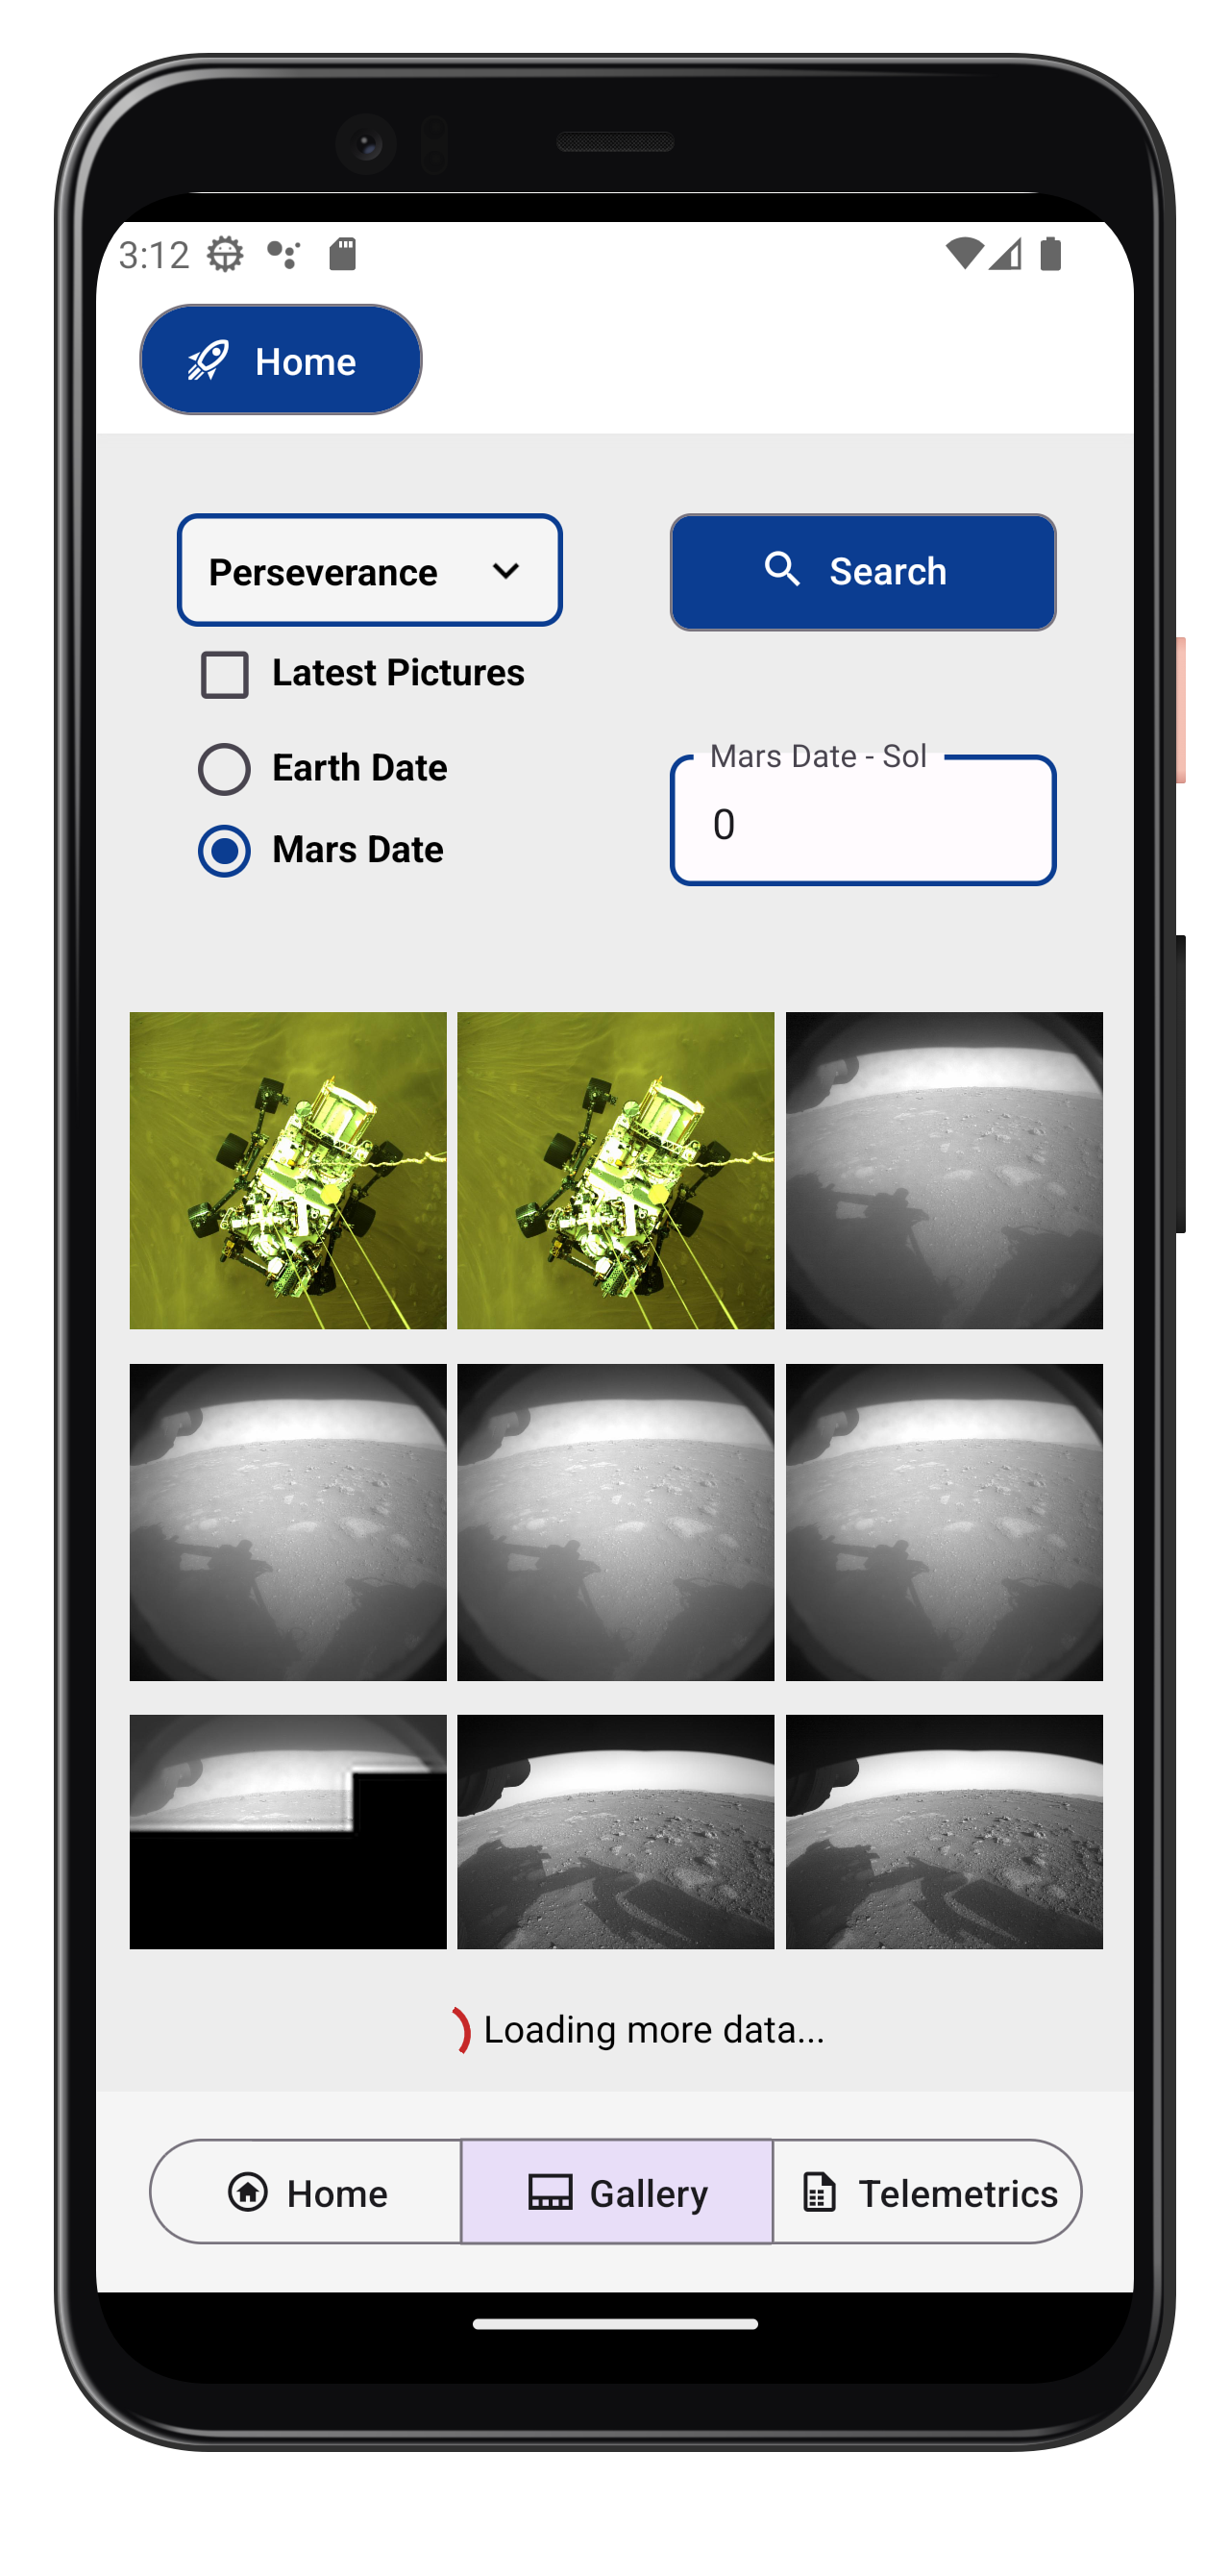 3:12
Home
Perseverance
Search
Latest Pictures
Earth Date
Mars Date - Sol
0
Mars Date
Loading more data...
Home
Gallery
Telemetrics